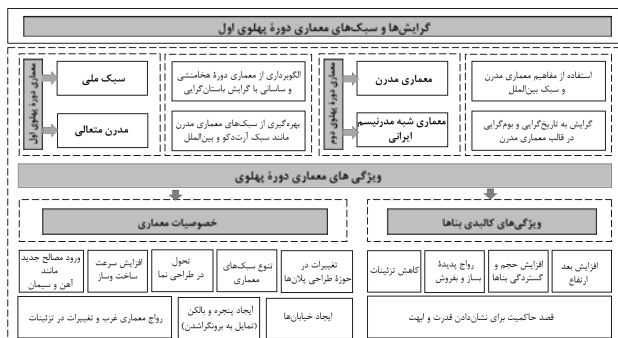 گرایش‌ها و سبک‌های معماری دورهٔ پهلوی اول
معماری دورهٔ پهلوی اول
سبک ملی
مدرن متعالی
الگوبرداری از معماری دورهٔ هخامنشی
و ساسانی با گرایش باستان‌گرایی
بهره‌گیری از سبک‌های معماری مدرن
مانند سبک آرت‌دکو و بین‌الملل
معماری دورهٔ پهلوی دوم
معماری مدرن
معماری شبه مدرنیسم
ایرانی
استفاده از مفاهیم معماری مدرن
و سبک بین‌الملل
گرایش به تاریخ‌گرایی و بوم‌گرایی
در قالب معماری مدرن
ویژگی های معماری دورهٔ پهلوی
ویژگی‌های کالبدی بناها
افزایش بعد
ارتفاع
افزایش حجم و
گستردگی بناها
رواج پدیدهٔ
بساز و بفروش
کاهش تزئینات
قصد حاکمیت برای نشان‌دادن قدرت و ابهت
خصوصیات معماری
تغییرات در
حوزهٔ طراحی پلان‌ها
تنوع سبک‌های
معماری
تحول
در طراحی نما
افزایش سرعت
ساخت وساز
ورود مصالح جدید
مانند
آهن و سیمان
ایجاد خیابان‌ها
ایجاد پنجره و بالکن
(تمایل به برونگراشدن)
رواج معماری غرب و تغییرات در تزئینات